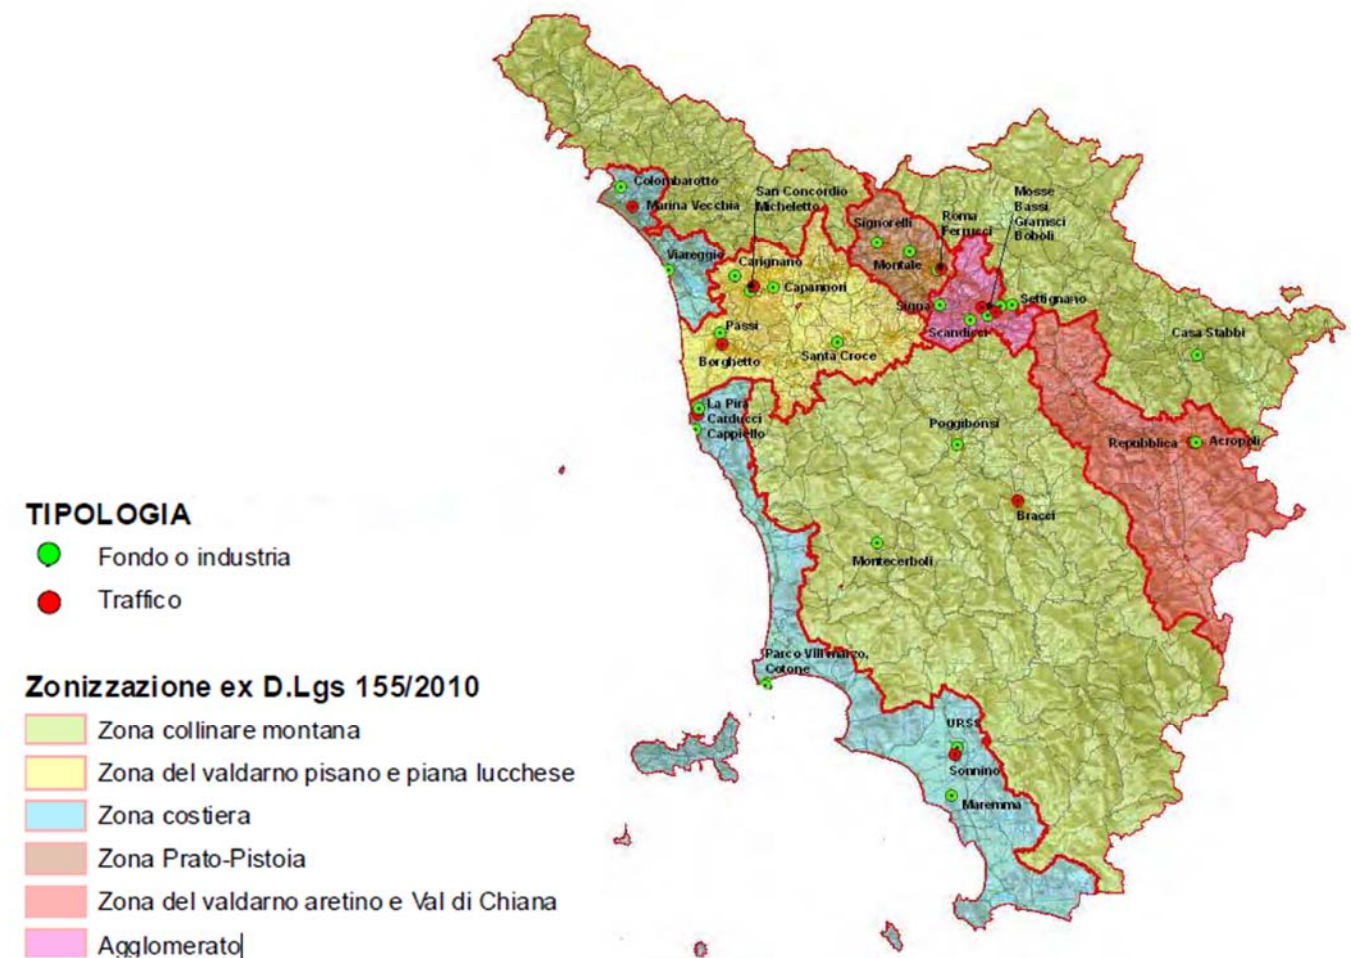 Colombarotto
Marina Vecchia
San Concordio
Micheletto
Mosse
Bassi
Gramsci
Boboli
Roma
Ferrucci
Signorelli
Montale
Viareggio
Carignano
Capannori
Signa
Settignano
Scandicci
Passi
Borghetto
Santa Croce
Casa Stabbi
La Pira
Carducci
Cappiello
Poggibonsi
Repubblica
Acropoli
Bracci
Montecerboli
Parco VIII marzo,
Cotone
URSS
Sonnino
Maremma
TIPOLOGIA
Fondo o industria
Traffico
Zonizzazione ex D.Lgs 155/2010
Zona collinare montana
Zona del valdarno pisano e piana lucchese
Zona costiera
Zona Prato-Pistoia
Zona del valdarno aretino e Val di Chiana
Agglomerato